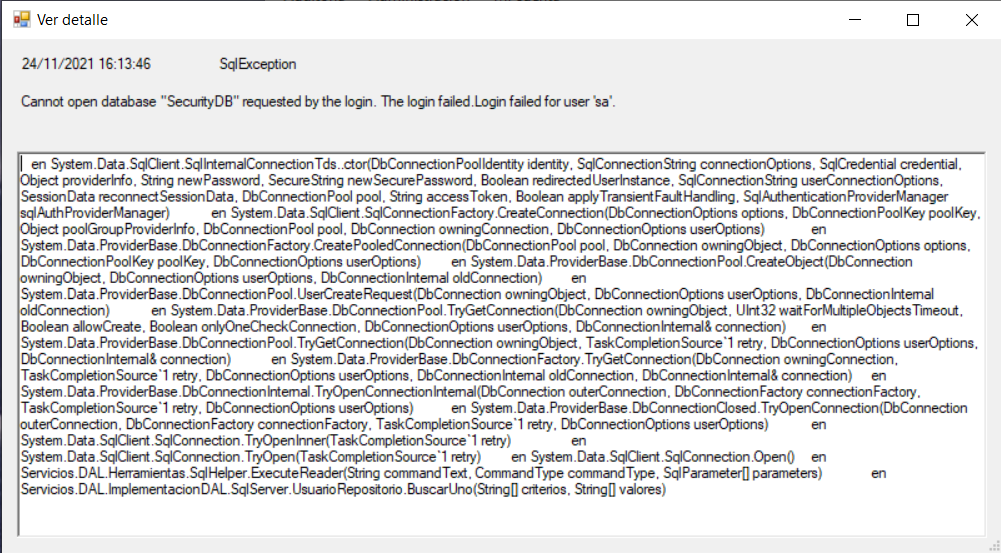 Ver detalle
24/11/2021 16:13:46 SqlException
Cannot open database "SecurityDB" requested by the login. The login failed.Login failed for user 'sa'.
en System.Data.SqlClient.SqlInternalConnectionTds..ctor(DbConnectionPoolIdentity identity, SqlConnectionString connectionOptions, SqlCredential credential,
Object providerInfo, String newPassword, SecureString newSecurePassword, Boolean redirectedUserInstance, SqlConnectionString userConnectionOptions,
SessionData reconnectSessionData, DbConnectionPool pool, String accessToken, Boolean applyTransientFaultHandling, SqlAuthenticationProviderManager
sqlAuthProviderManager) en System.Data.SqlClient.SqlConnectionFactory.CreateConnection(DbConnectionOptions options, DbConnectionPoolKey poolKey,
Object poolGroupProviderInfo, DbConnectionPool pool, DbConnection owningConnection, DbConnectionOptions userOptions) en
System.Data.ProviderBase.DbConnectionFactory.CreatePooledConnection(DbConnectionPool pool, DbConnection owningObject, DbConnectionOptions options,
DbConnectionPoolKey poolKey, DbConnectionOptions userOptions) en System.Data.ProviderBase.DbConnectionPool.CreateObject(DbConnection
owningObject, DbConnectionOptions userOptions, DbConnectionInternal oldConnection) en
System.Data.ProviderBase.DbConnectionPool.UserCreateRequest(DbConnection owningObject, DbConnectionOptions userOptions, DbConnectionInternal
oldConnection) en System.Data.ProviderBase.DbConnectionPool.TryGetConnection(DbConnection owningObject, UInt32 waitForMultipleObjectsTimeout,
Boolean allowCreate, Boolean onlyOneCheckConnection, DbConnectionOptions userOptions, DbConnectionInternal& connection) en
System.Data.ProviderBase.DbConnectionPool.TryGetConnection(DbConnection owningObject, TaskCompletionSource`1 retry, DbConnectionOptions userOptions,
DbConnectionInternal& connection) en System.Data.ProviderBase.DbConnectionFactory.TryGetConnection(DbConnection owningConnection,
TaskCompletionSource`1 retry, DbConnectionOptions userOptions, DbConnectionInternal oldConnection, DbConnectionInternal& connection) en
System.Data.ProviderBase.DbConnectionInternal.TryOpenConnectionInternal(DbConnection outerConnection, DbConnectionFactory connectionFactory,
TaskCompletionSource`1 retry, DbConnectionOptions userOptions) en System.Data.ProviderBase.DbConnectionClosed.TryOpenConnection(DbConnection
outerConnection, DbConnectionFactory connectionFactory, TaskCompletionSource`1 retry, DbConnectionOptions userOptions) en
System.Data.SqlClient.SqlConnection.TryOpenInner(TaskCompletionSource`1 retry) en
System.Data.SqlClient.SqlConnection.TryOpen(TaskCompletionSource`1 retry) en System.Data.SqlClient.SqlConnection.Open() en
Servicios.DAL.Herramientas.SqlHelper.ExecuteReader(String commandText, CommandType commandType, SqlParameter[] parameters) en
Servicios.DAL.ImplementacionDAL.SqlServer.UsuarioRepositorio.BuscarUno(String[] criterios, String[] valores)